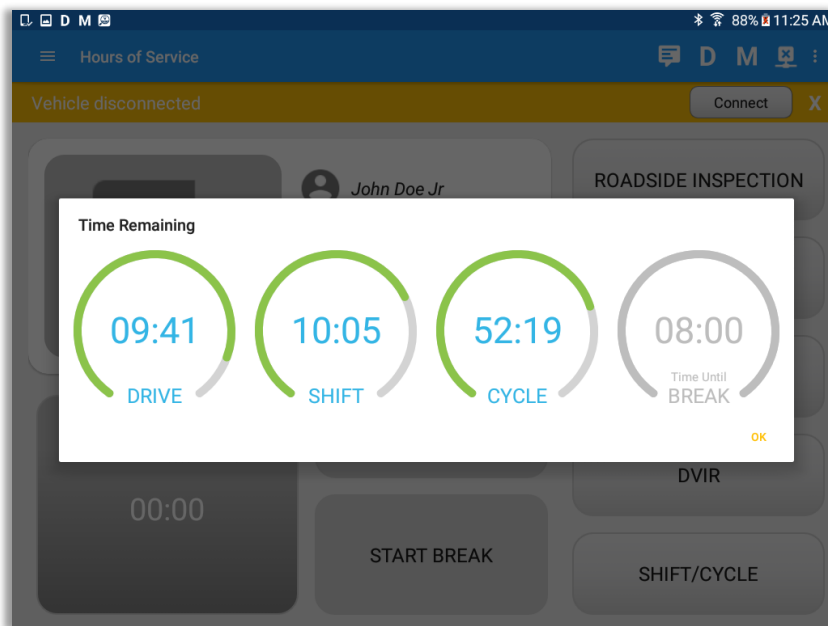 D M
88% 11:25 AM
Hours of Service
D M
Vehicle disconnected
Connect
X
John Doe Jr
ROADSIDE INSPECTION
Time Remaining
09:41
DRIVE
10:05
SHIFT
52:19
CYCLE
08:00
Time Until
BREAK
OK
00:00
START BREAK
DVIR
SHIFT/CYCLE